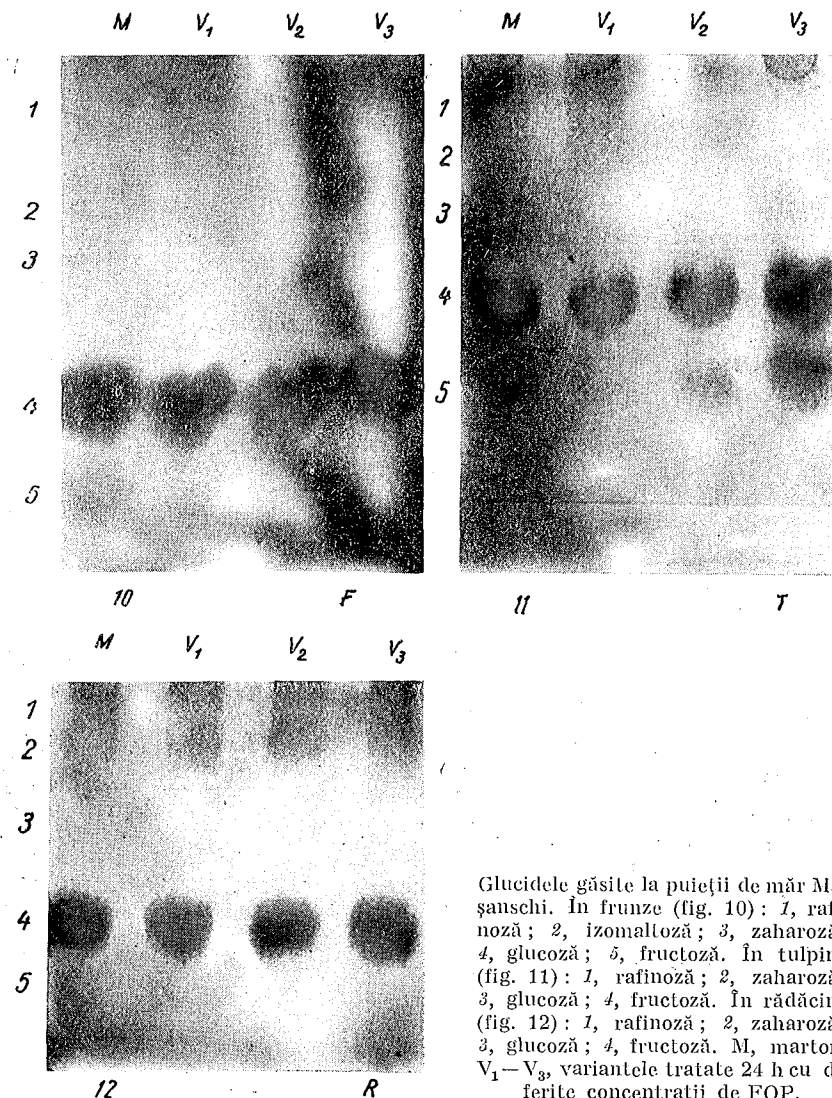 M V₁ V₂ V₃
1
2
3
4
5
10 F
M V₁ V₂ V₃
1
2
3
4
5
11 T
M V₁ V₂ V₃
1
2
3
4
5
12 R
Glucidele găsite la puieții de măr M
șanschi. În frunze (fig. 10) : 1, raf
noză ; 2, izomaltoză ; 3, zaharoză
4, glucoză ; 5, fructoză. În tulpin
(fig. 11) : 1, rafinoză ; 2, zaharoză
3, glucoză ; 4, fructoză. În rădăcin
(fig. 12) : 1, rafinoză ; 2, zaharoză
3, glucoză ; 4, fructoză. M, marto
V₁—V₃, variantele tratate 24 h cu d
ferite concentrații de FOP.